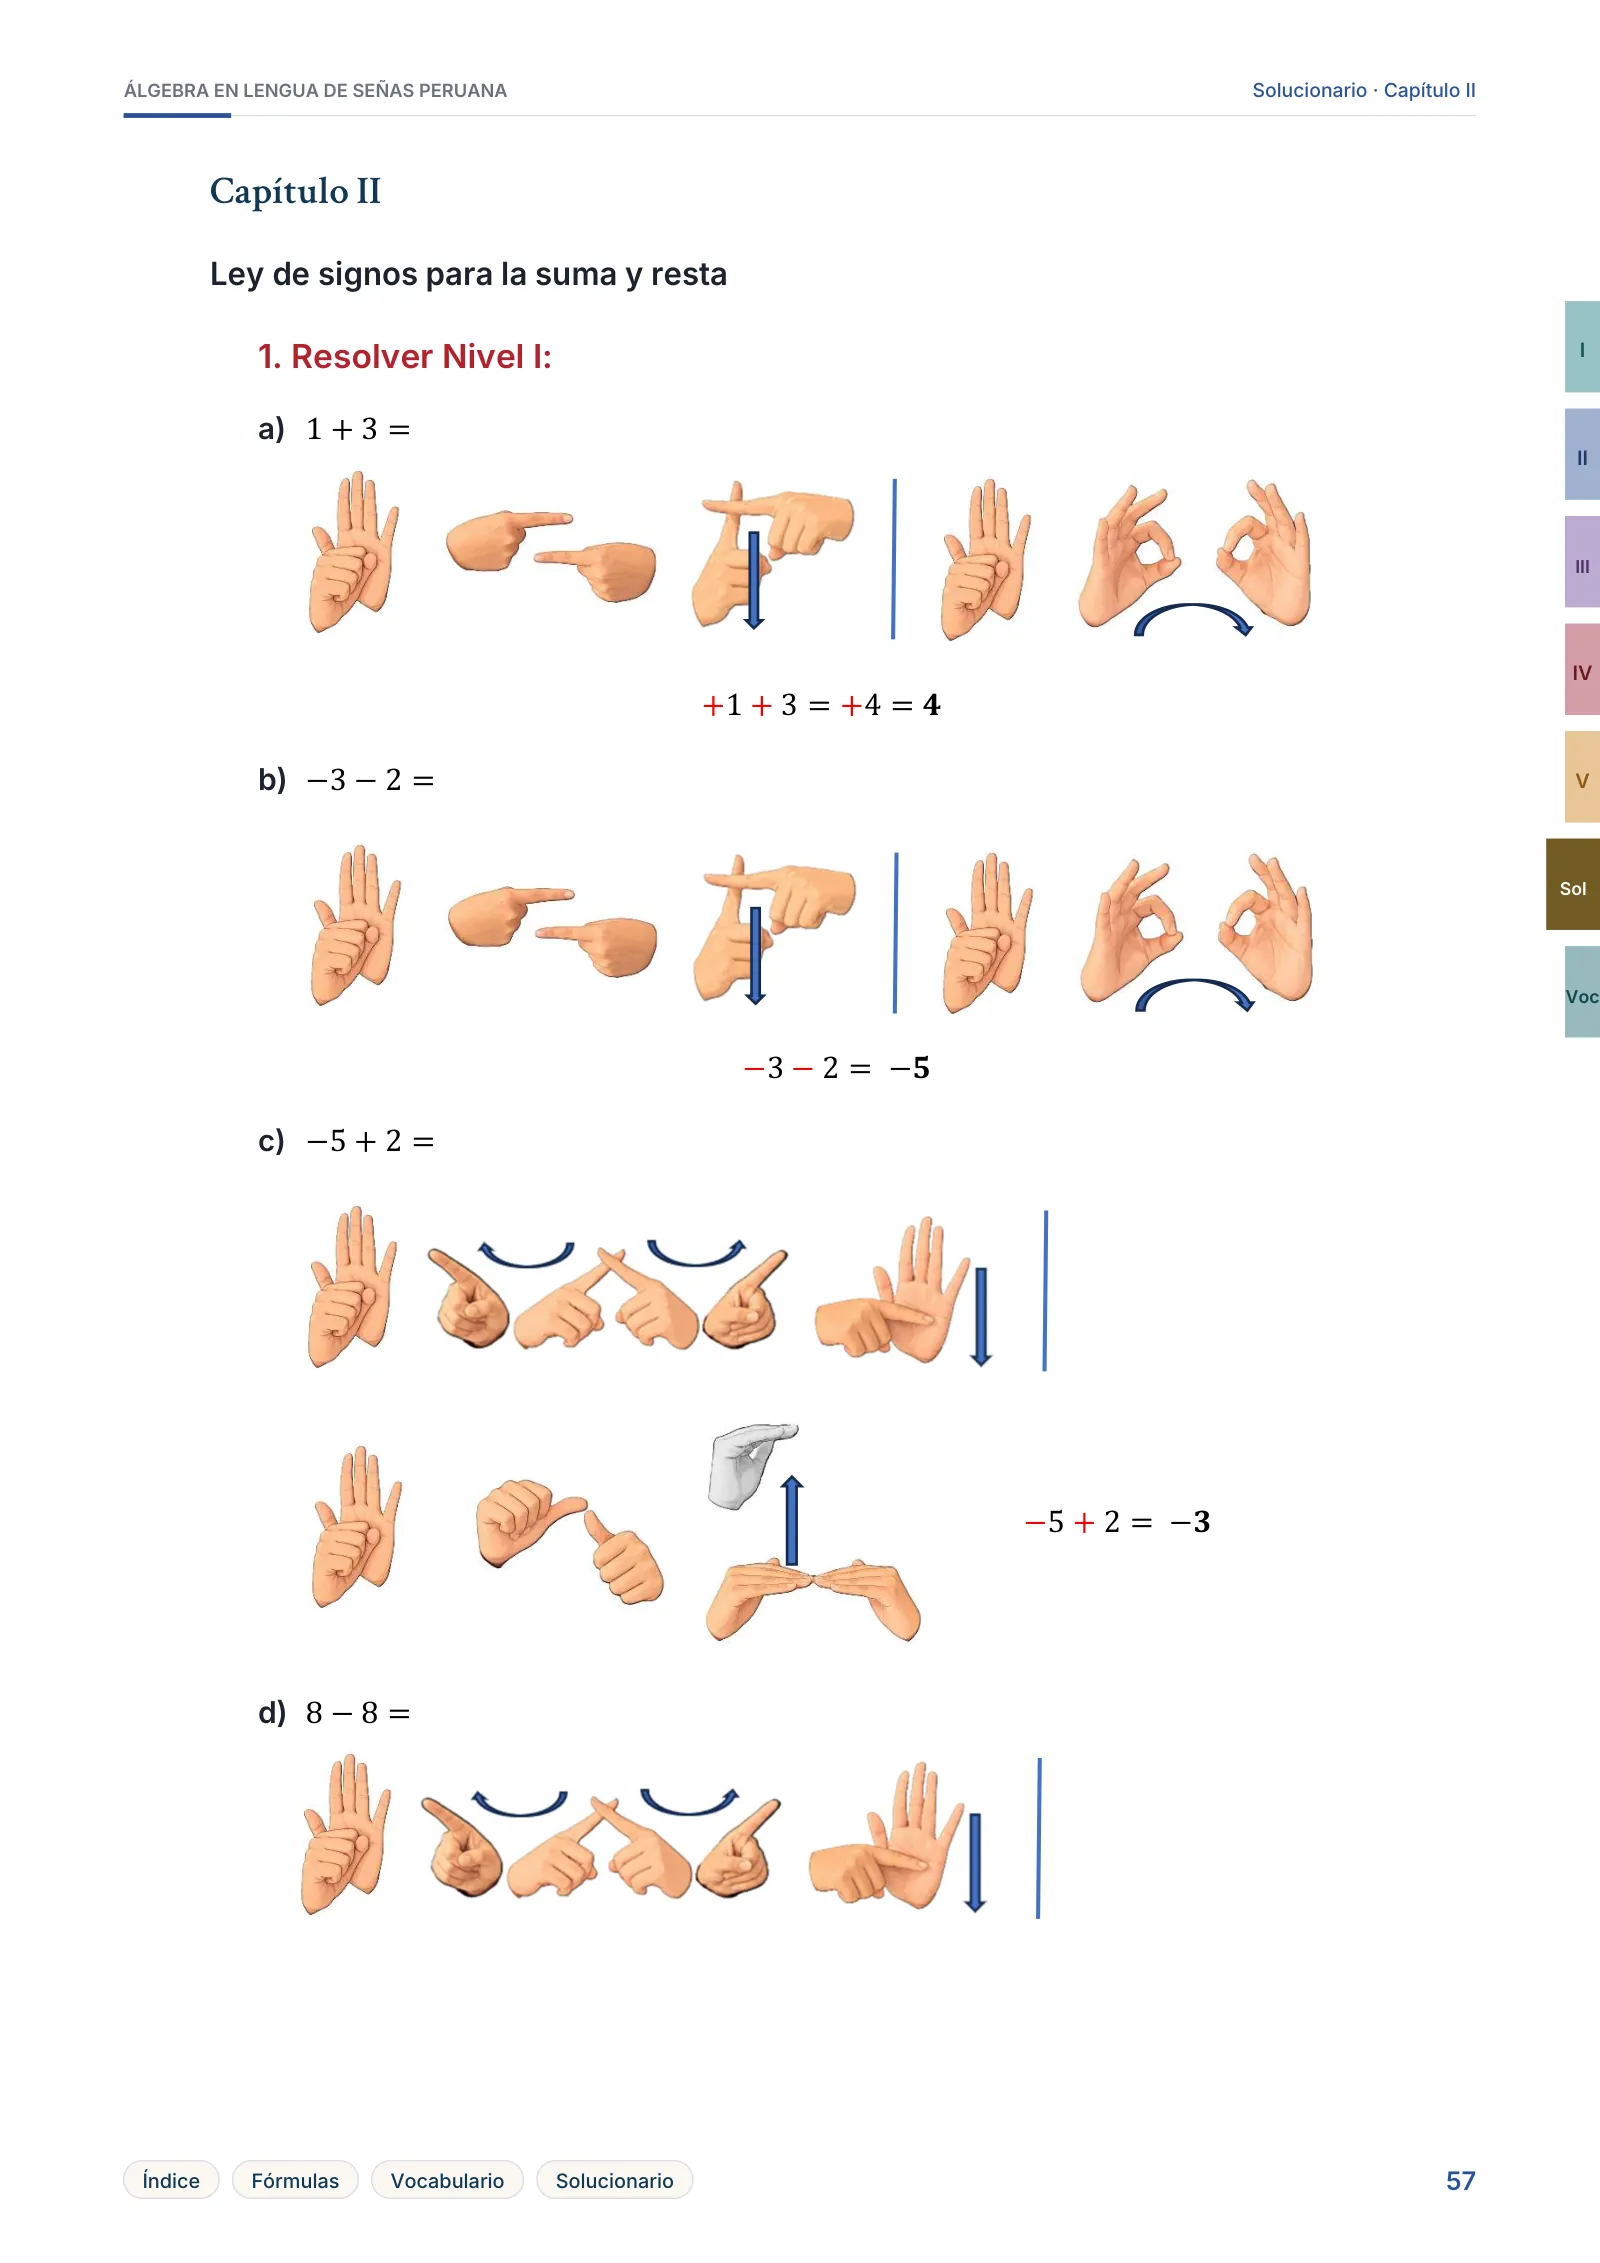 ÁLGEBRA EN LENGUA DE SEÑAS PERUANA
Solucionario · Capítulo II
Capítulo II
Ley de signos para la suma y resta
1. Resolver Nivel I:
a) 1 + 3 =
+1 + 3 = +4 = 4
b) −3 − 2 =
−3 − 2 = −5
c) −5 + 2 =
−5 + 2 = −3
d) 8 − 8 =
I
II
III
IV
V
Sol
Voc
Índice
Fórmulas
Vocabulario
Solucionario
57